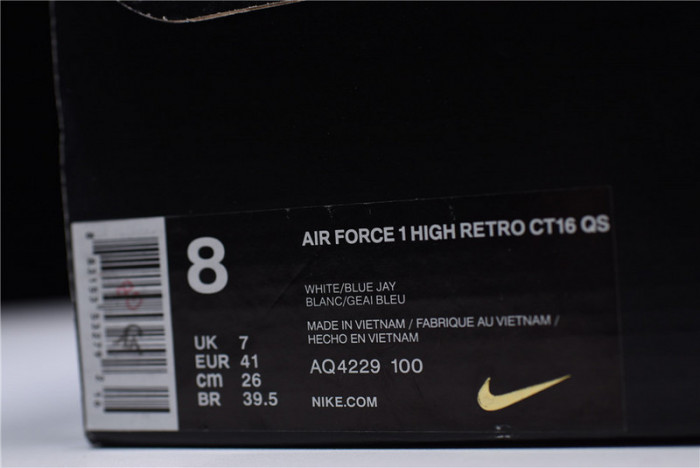 8
AIR FORCE 1 HIGH RETRO CT16 QS
WHITE/BLUE JAY
BLANC/GEAI BLEU
MADE IN VIETNAM / FABRIQUE AU VIETNAM /
HECHO EN VIETNAM
UK 7
EUR 41
cm 26
BR 39.5
AQ4229 100
NIKE.COM